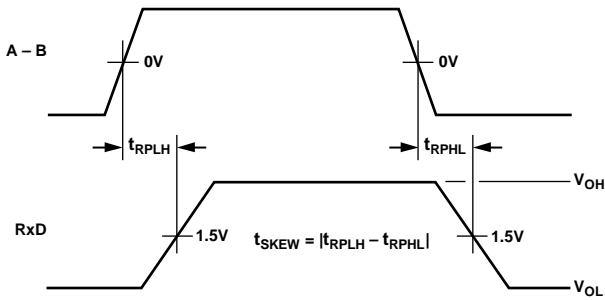 A – B
0V
0V
tRPLH
tRPHL
VOH
RxD
1.5V
tSKEW = |tRPLH – tRPHL|
1.5V
VOL